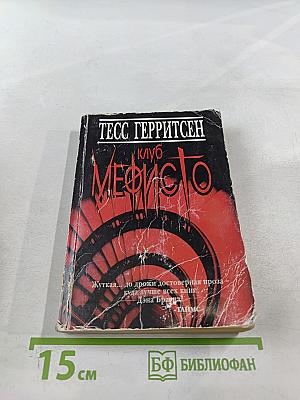 ТЕСС ГЕРРИТСЕН
КЛУБ
МЕФИСТО
Жуткая... до дрожи достоверная проза
куда лучше всех книг
Дэна Брауна!
ТАЙМС
15 см
БФ БИБЛИОФАН